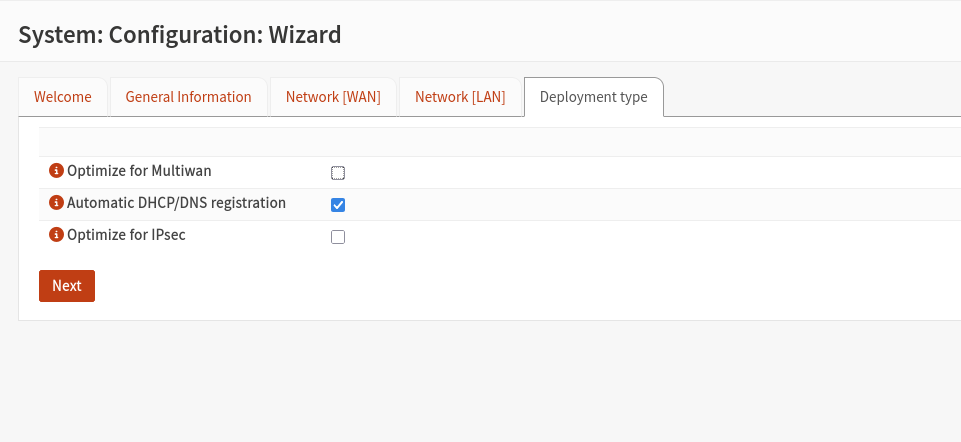 System: Configuration: Wizard
Welcome General Information Network [WAN] Network [LAN] Deployment type
Optimize for Multiwan
Automatic DHCP/DNS registration
Optimize for IPsec
Next